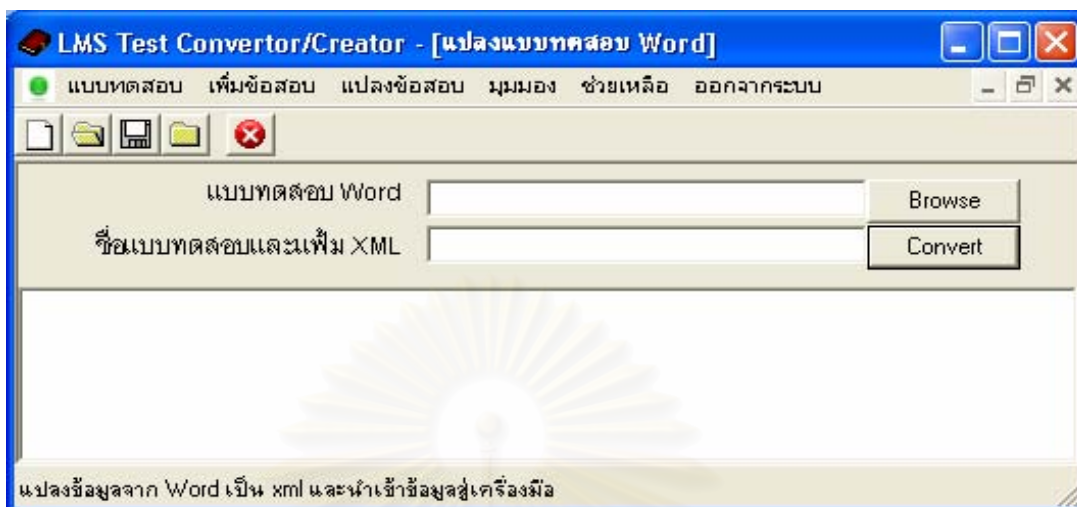 LMS Test Convertor/Creator - [แปลงแบบทดสอบ Word]
แบบทดสอบ เพิ่มข้อสอบ แปลงข้อสอบ มุมมอง ช่วยเหลือ ออกจากระบบ
แบบทดสอบ Word Browse
ชื่อแบบทดสอบและแฟ้ม XML Convert
แปลงข้อมูลจาก Word เป็น xml และนำเข้าข้อมูลสู่เครื่องมือ